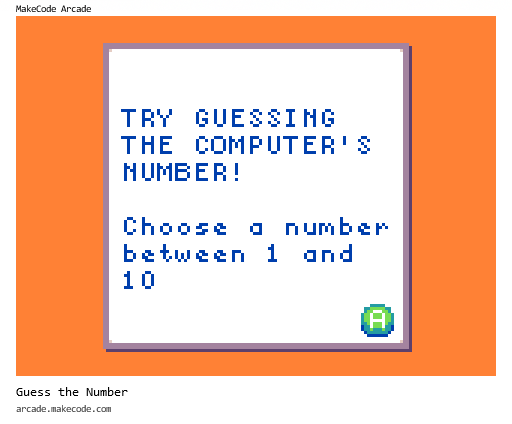 MakeCode Arcade
TRY GUESSING
THE COMPUTER'S
NUMBER!
Choose a number
between 1 and
10
A
Guess the Number
arcade.makecode.com